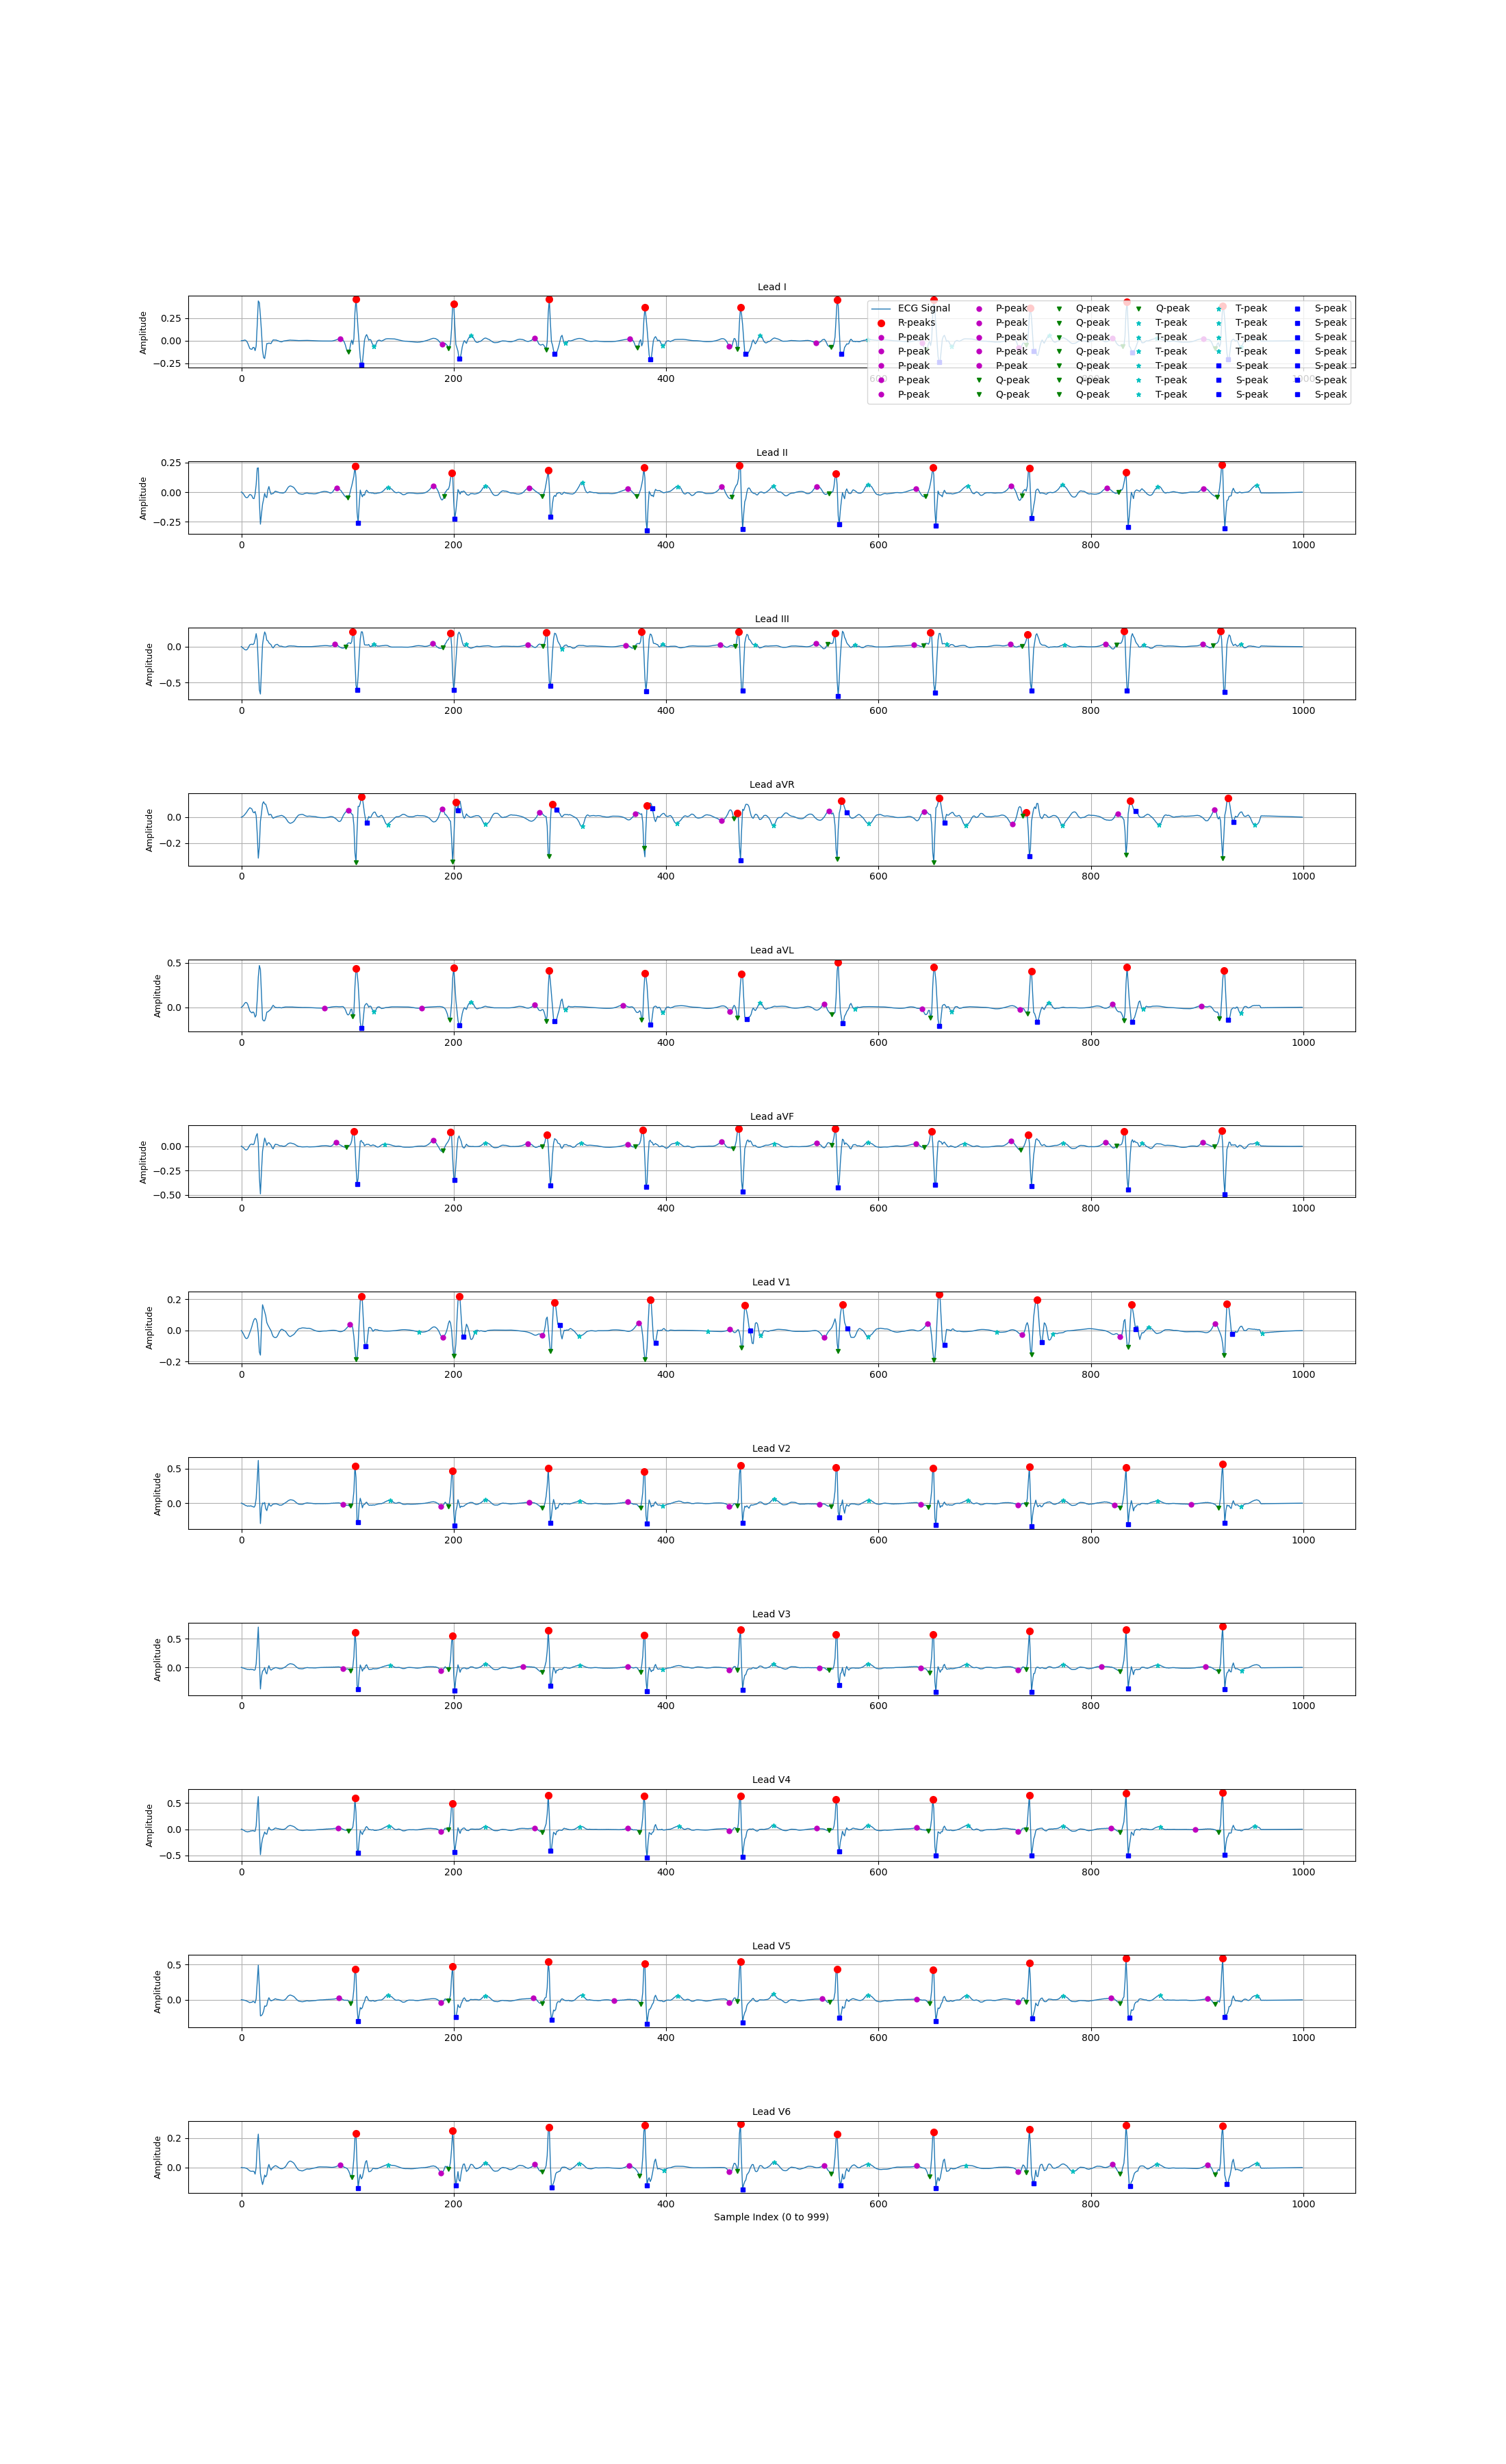 Lead I
Amplitude
0.25
0.00
−0.25
0 200 400 600 800 1000
ECG Signal P-peak Q-peak Q-peak T-peak S-peak
R-peaks P-peak Q-peak T-peak T-peak S-peak
P-peak P-peak Q-peak T-peak T-peak S-peak
P-peak P-peak Q-peak T-peak T-peak S-peak
P-peak P-peak Q-peak T-peak S-peak S-peak
P-peak Q-peak Q-peak T-peak S-peak S-peak
P-peak Q-peak Q-peak T-peak S-peak S-peak
Lead II
Amplitude
0.25
0.00
−0.25
0 200 400 600 800 1000
Lead III
Amplitude
0.0
−0.5
0 200 400 600 800 1000
Lead aVR
Amplitude
0.0
−0.2
0 200 400 600 800 1000
Lead aVL
Amplitude
0.5
0.0
0 200 400 600 800 1000
Lead aVF
Amplitude
0.00
−0.25
−0.50
0 200 400 600 800 1000
Lead V1
Amplitude
0.2
0.0
−0.2
0 200 400 600 800 1000
Lead V2
Amplitude
0.5
0.0
0 200 400 600 800 1000
Lead V3
Amplitude
0.5
0.0
0 200 400 600 800 1000
Lead V4
Amplitude
0.5
0.0
−0.5
0 200 400 600 800 1000
Lead V5
Amplitude
0.5
0.0
0 200 400 600 800 1000
Lead V6
Amplitude
0.2
0.0
0 200 400 600 800 1000
Sample Index (0 to 999)